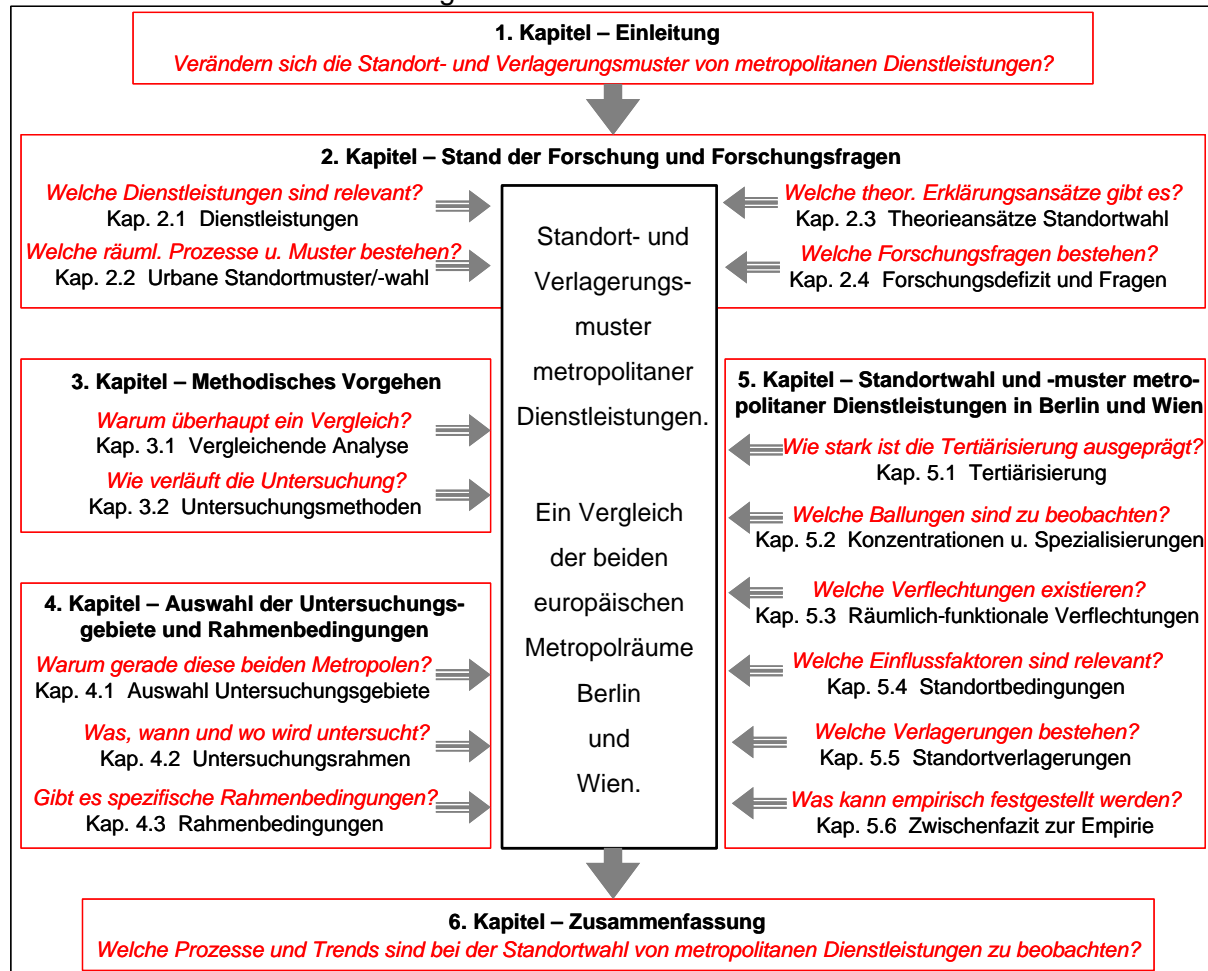 1. Kapitel – Einleitung
Verändern sich die Standort- und Verlagerungsmuster von metropolitanen Dienstleistungen?
2. Kapitel – Stand der Forschung und Forschungsfragen
Welche Dienstleistungen sind relevant?
Kap. 2.1 Dienstleistungen
Welche räuml. Prozesse u. Muster bestehen?
Kap. 2.2 Urbane Standortmuster/-wahl
Welche theor. Erklärungsansätze gibt es?
Kap. 2.3 Theorieansätze Standortwahl
Welche Forschungsfragen bestehen?
Kap. 2.4 Forschungsdefizit und Fragen
Standort- und
Verlagerungs-
muster
metropolitaner
Dienstleistungen.
Ein Vergleich
der beiden
europäischen
Metropolräume
Berlin
und
Wien.
3. Kapitel – Methodisches Vorgehen
Warum überhaupt ein Vergleich?
Kap. 3.1 Vergleichende Analyse
Wie verläuft die Untersuchung?
Kap. 3.2 Untersuchungsmethoden
4. Kapitel – Auswahl der Untersuchungs-
gebiete und Rahmenbedingungen
Warum gerade diese beiden Metropolen?
Kap. 4.1 Auswahl Untersuchungsgebiete
Was, wann und wo wird untersucht?
Kap. 4.2 Untersuchungsrahmen
Gibt es spezifische Rahmenbedingungen?
Kap. 4.3 Rahmenbedingungen
5. Kapitel – Standortwahl und -muster metro-
politaner Dienstleistungen in Berlin und Wien
Wie stark ist die Tertiärisierung ausgeprägt?
Kap. 5.1 Tertiärisierung
Welche Ballungen sind zu beobachten?
Kap. 5.2 Konzentrationen u. Spezialisierungen
Welche Verflechtungen existieren?
Kap. 5.3 Räumlich-funktionale Verflechtungen
Welche Einflussfaktoren sind relevant?
Kap. 5.4 Standortbedingungen
Welche Verlagerungen bestehen?
Kap. 5.5 Standortverlagerungen
Was kann empirisch festgestellt werden?
Kap. 5.6 Zwischenfazit zur Empirie
6. Kapitel – Zusammenfassung
Welche Prozesse und Trends sind bei der Standortwahl von metropolitanen Dienstleistungen zu beobachten?